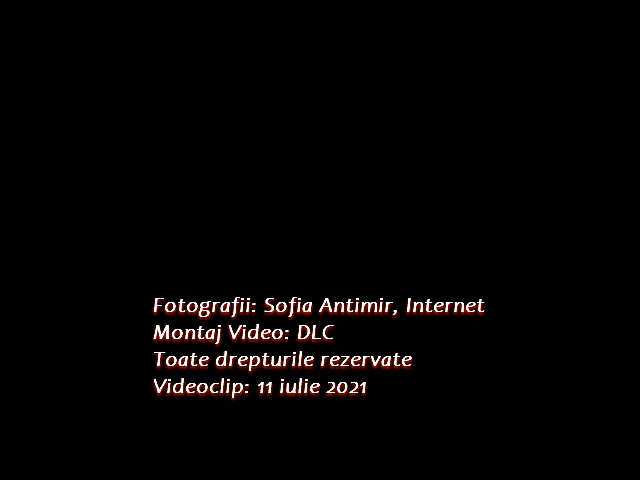 Fotografii: Sofia Antimir, Internet
Montaj Video: DLC
Toate drepturile rezervate
Videoclip: 11 iulie 2021